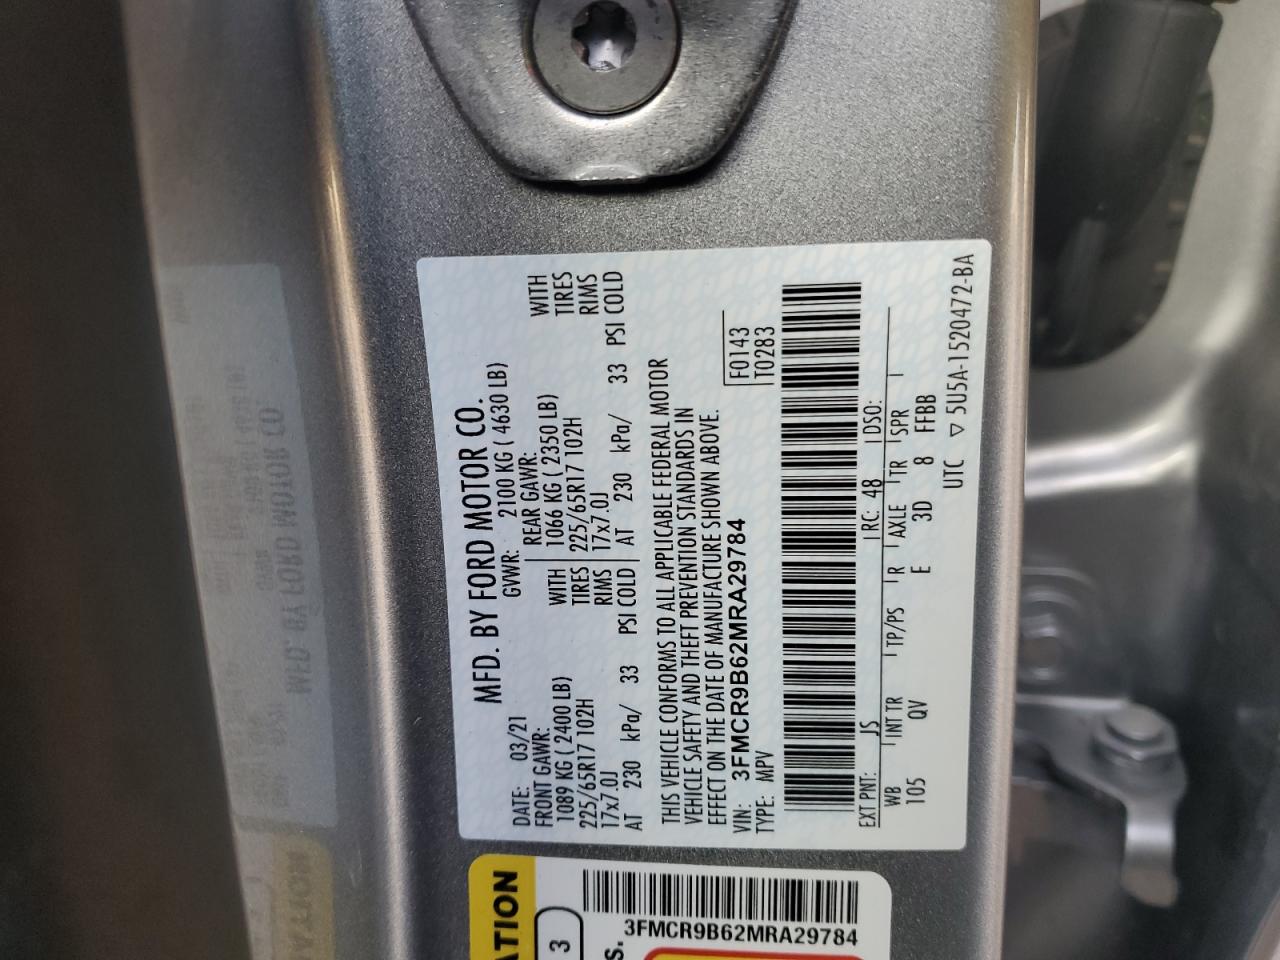 MFD. BY FORD MOTOR CO.
DATE: 03/21 GVWR: 2100 KG ( 4630 LB)
FRONT GAWR: REAR GAWR:
1089 KG ( 2400 LB) WITH 1066 KG ( 2350 LB) WITH
225/65R17 102H TIRES 225/65R17 102H TIRES
17x7.0J RIMS 17x7.0J RIMS
AT 230 kPa/ 33 PSI COLD AT 230 kPa/ 33 PSI COLD
THIS VEHICLE CONFORMS TO ALL APPLICABLE FEDERAL MOTOR
VEHICLE SAFETY AND THEFT PREVENTION STANDARDS IN
EFFECT ON THE DATE OF MANUFACTURE SHOWN ABOVE.
VIN: 3FMCR9B62MRA29784 F0143
TYPE: MPV T0283
EXT PNT: JS RC: 48 DSO:
WB INT TR TP/PS R AXLE TR SPR
105 QV E 3D 8 FFBB
UTC ▽ 5U5A-1520472-BA
ATION
3
s.
3FMCR9B62MRA29784